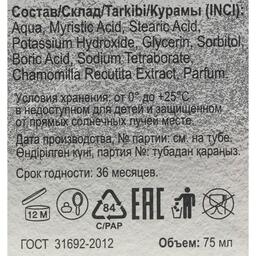 Состав/Склад/Tarkibi/Курамы (INCI):
Aqua, Myristic Acid, Stearic Acid,
Potassium Hydroxide, Glycerin, Sorbitol,
Boric Acid, Sodium Tetraborate,
Chamomilla Recutita Extract, Parfum.
Условия хранения: от 0° до +25°C
в недоступном для детей и защищенном
от прямых солнечных лучей месте.
Дата производства, № партии: см. на тубе.
Өндірілген күні, партия №: тубадан қараңыз.
Срок годности: 36 месяцев.
12 M
84
C/PAP
EAC
ГОСТ 31692-2012
Объем: 75 мл